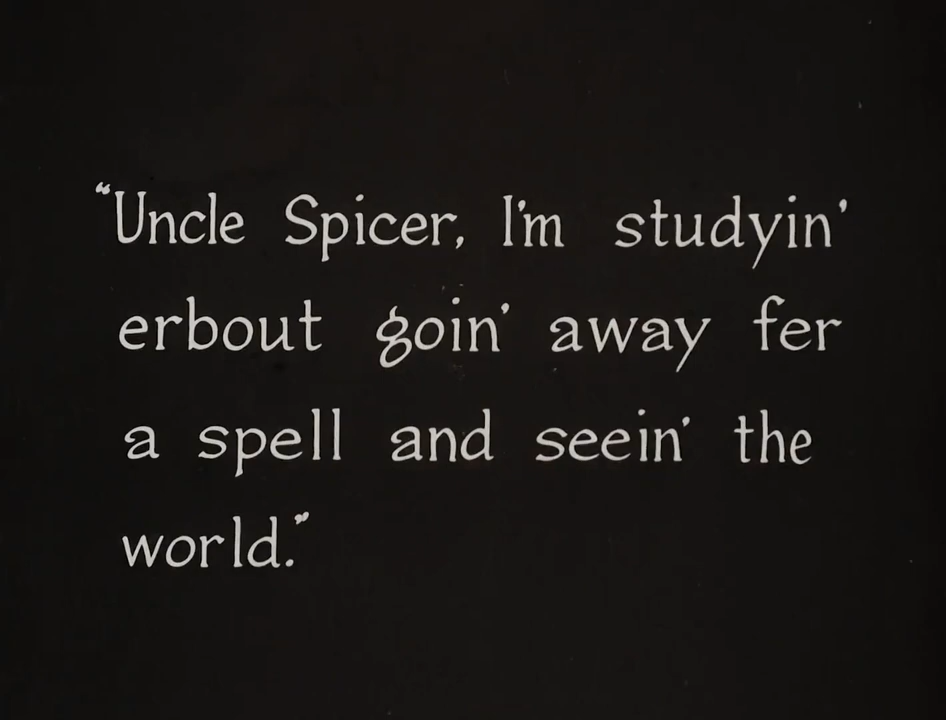 “Uncle Spicer, I'm studyin'
erbout goin' away fer
a spell and seein' the
world.”